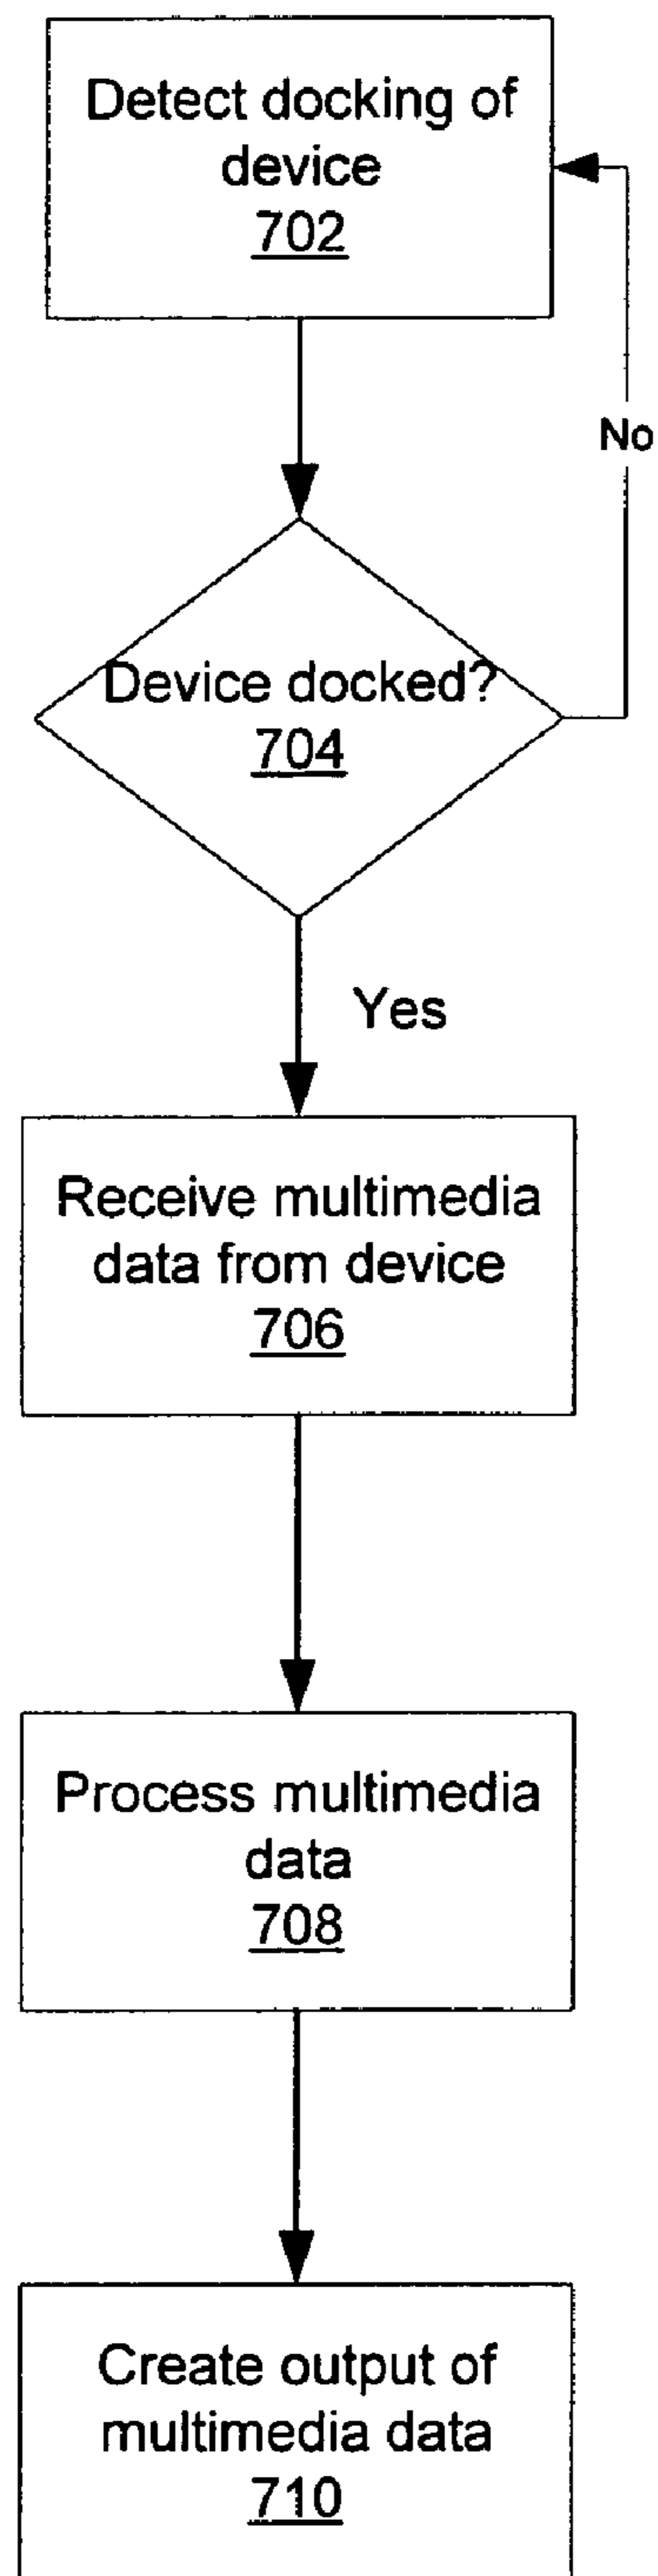 Detect docking of
device
702
No
Device docked?
704
Yes
Receive multimedia
data from device
706
Process multimedia
data
708
Create output of
multimedia data
710